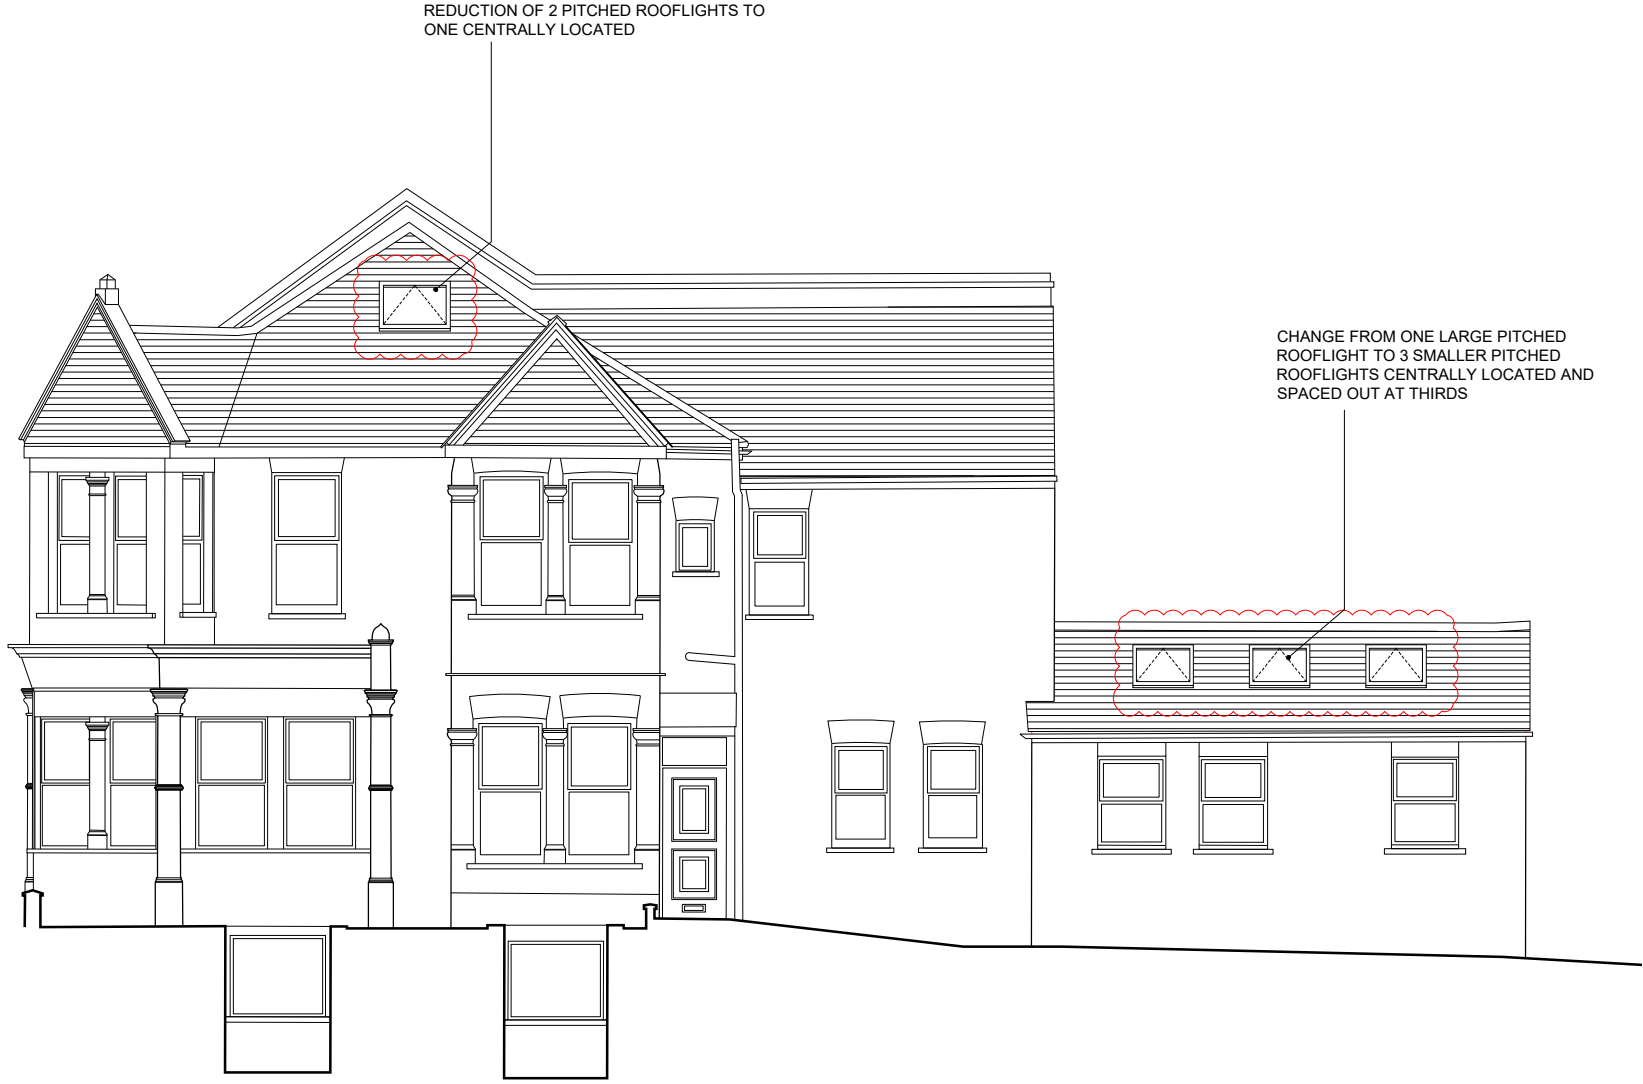 REDUCTION OF 2 PITCHED ROOFLIGHTS TO
ONE CENTRALLY LOCATED
CHANGE FROM ONE LARGE PITCHED
ROOFLIGHT TO 3 SMALLER PITCHED
ROOFLIGHTS CENTRALLY LOCATED AND
SPACED OUT AT THIRDS